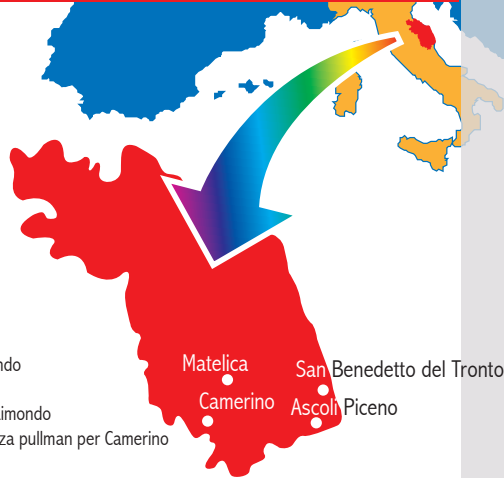 ndo
Matelica
San Benedetto del Tronto
Camerino
Ascoli Piceno
imondo
za pullman per Camerino